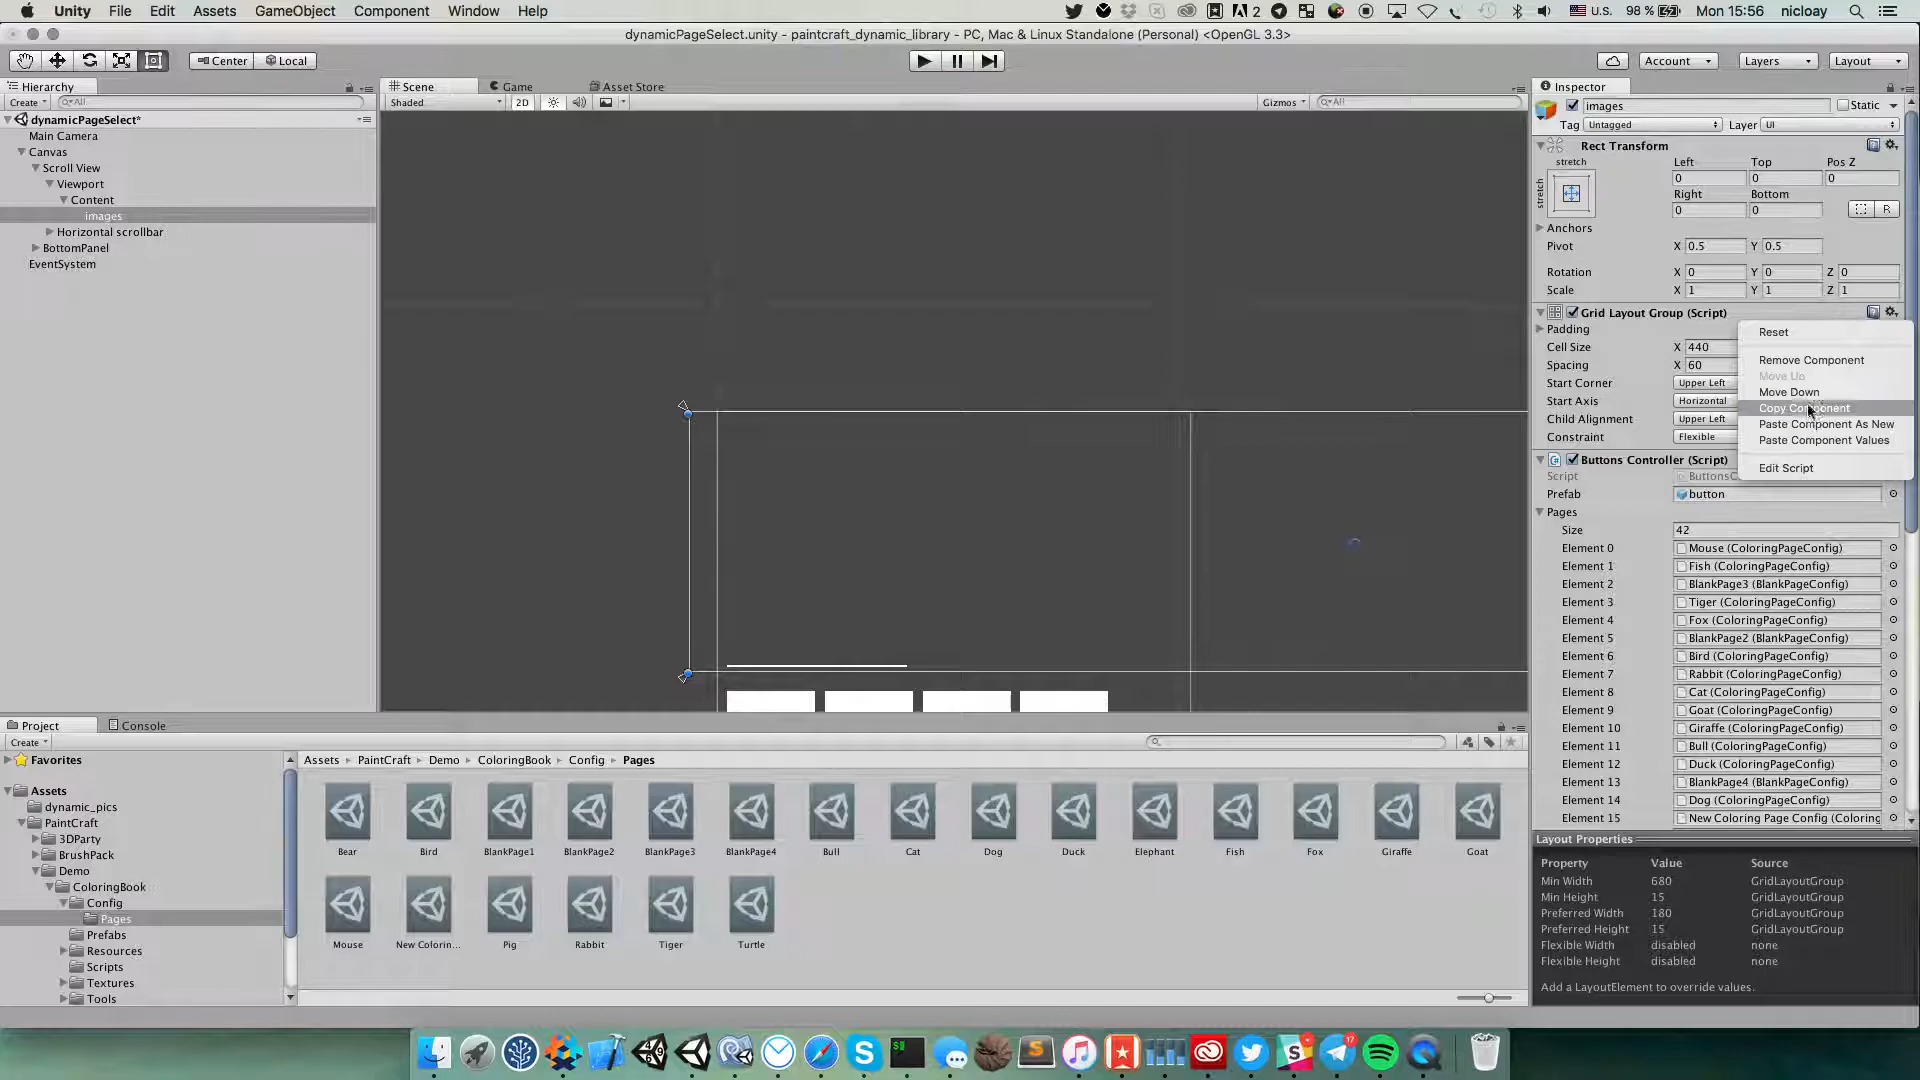 Unity File Edit Assets GameObject Component Window Help
2
U.S. 98 % Mon 15:56 nicloay
dynamicPageSelect.unity - paintcraft_dynamic_library - PC, Mac & Linux Standalone (Personal) <OpenGL 3.3>
Center Local
Account Layers Layout
Hierarchy
Create All
dynamicPageSelect*
Main Camera
Canvas
Scroll View
Viewport
Content
images
Horizontal scrollbar
BottomPanel
EventSystem
Scene Game Asset Store
Shaded 2D Gizmos All
Inspector
images Static
Tag Untagged Layer UI
Rect Transform
stretch Left Top Pos Z
stretch 0 0 0
Right Bottom
0 0 R
Anchors
Pivot X 0.5 Y 0.5
Rotation X 0 Y 0 Z 0
Scale X 1 Y 1 Z 1
Grid Layout Group (Script)
Padding
Cell Size X 440
Spacing X 60
Start Corner Upper Left
Start Axis Horizontal
Child Alignment Upper Left
Constraint Flexible
Reset
Remove Component
Move Up
Move Down
Copy Component
Paste Component As New
Paste Component Values
Edit Script
Buttons Controller (Script)
Script ButtonsC
Prefab button
Pages
Size 42
Element 0 Mouse (ColoringPageConfig)
Element 1 Fish (ColoringPageConfig)
Element 2 BlankPage3 (BlankPageConfig)
Element 3 Tiger (ColoringPageConfig)
Element 4 Fox (ColoringPageConfig)
Element 5 BlankPage2 (BlankPageConfig)
Element 6 Bird (ColoringPageConfig)
Element 7 Rabbit (ColoringPageConfig)
Element 8 Cat (ColoringPageConfig)
Element 9 Goat (ColoringPageConfig)
Element 10 Giraffe (ColoringPageConfig)
Element 11 Bull (ColoringPageConfig)
Element 12 Duck (ColoringPageConfig)
Element 13 BlankPage4 (BlankPageConfig)
Element 14 Dog (ColoringPageConfig)
Element 15 New Coloring Page Config (Coloring
Layout Properties
Property Value Source
Min Width 680 GridLayoutGroup
Min Height 15 GridLayoutGroup
Preferred Width 180 GridLayoutGroup
Preferred Height 15 GridLayoutGroup
Flexible Width disabled none
Flexible Height disabled none
Add a LayoutElement to override values.
Project Console
Create
Favorites
Assets
dynamic_pics
PaintCraft
3DParty
BrushPack
Demo
ColoringBook
Config
Pages
Prefabs
Resources
Scripts
Textures
Tools
Assets PaintCraft Demo ColoringBook Config Pages
Bear Bird BlankPage1 BlankPage2 BlankPage3 BlankPage4 Bull Cat Dog Duck Elephant Fish Fox Giraffe Goat
Mouse New Colorin... Pig Rabbit Tiger Turtle
17